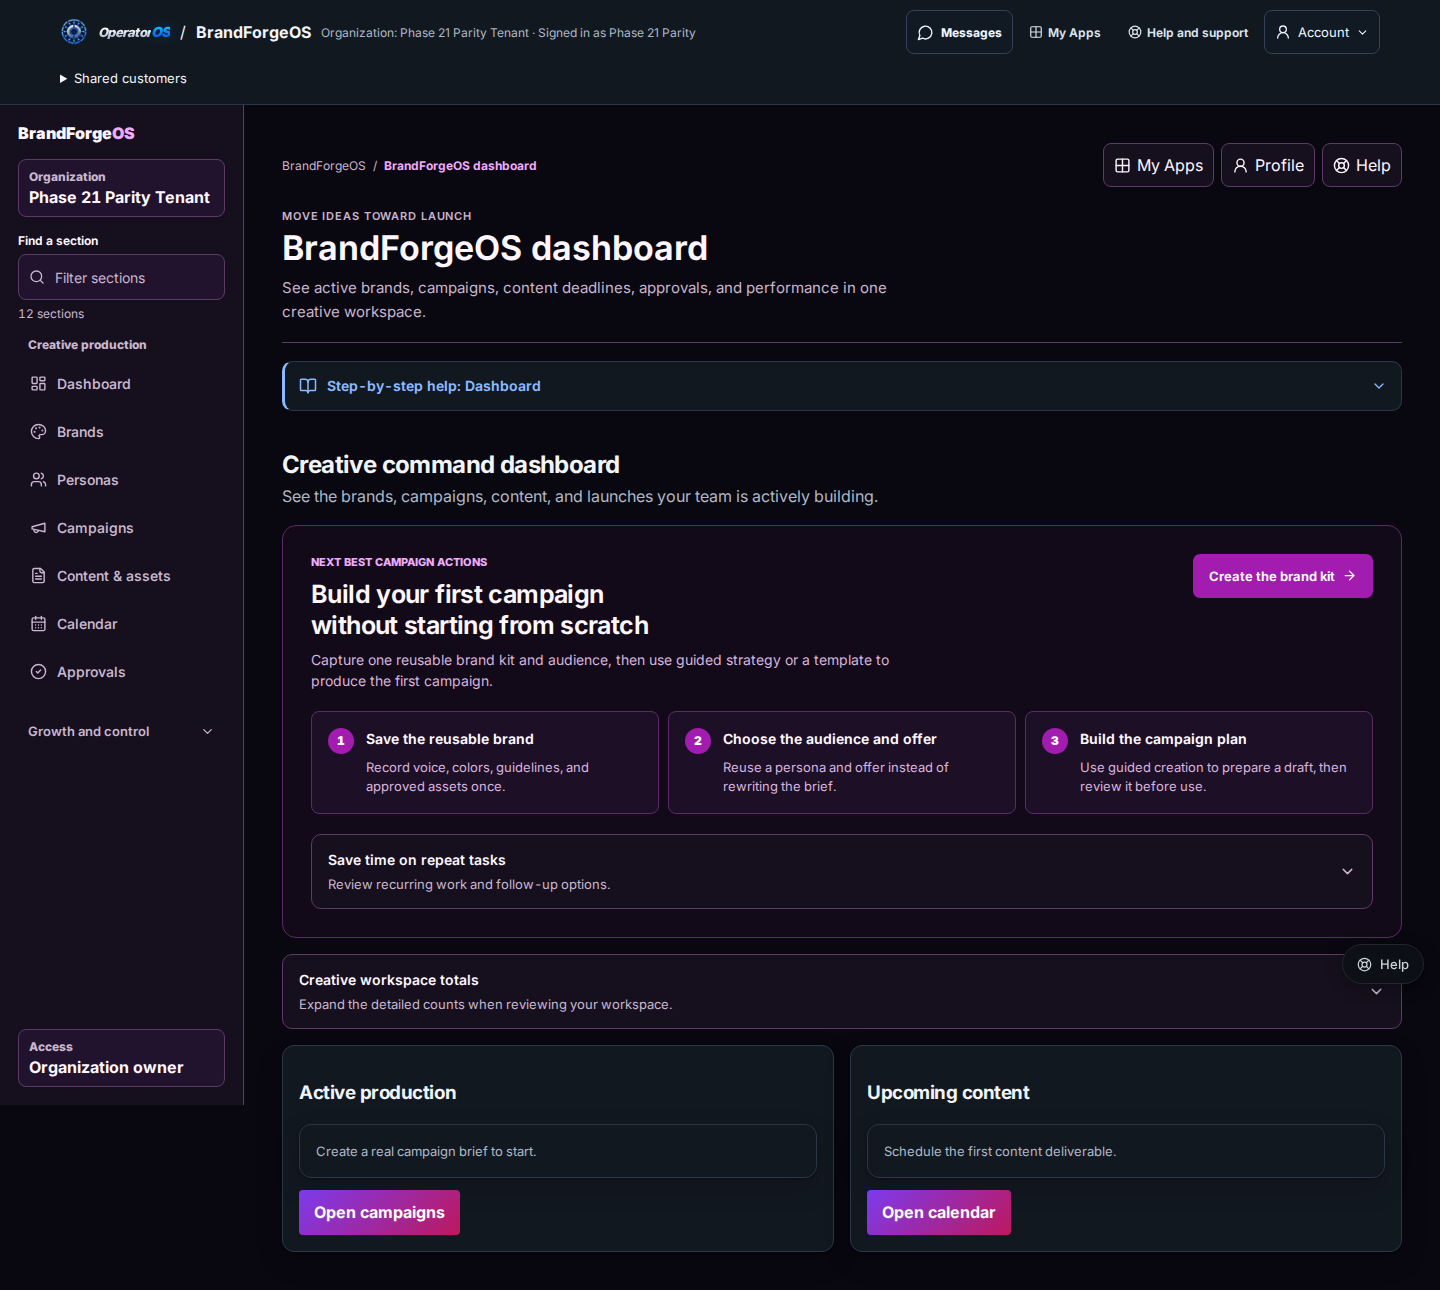 OperatorOS / BrandForgeOS Organization: Phase 21 Parity Tenant · Signed in as Phase 21 Parity
Messages
My Apps
Help and support
Account
Shared customers
BrandForgeOS
Organization
Phase 21 Parity Tenant
Find a section
Filter sections
12 sections
Creative production
Dashboard
Brands
Personas
Campaigns
Content & assets
Calendar
Approvals
Growth and control
Access
Organization owner
BrandForgeOS / BrandForgeOS dashboard
My Apps
Profile
Help
MOVE IDEAS TOWARD LAUNCH
BrandForgeOS dashboard
See active brands, campaigns, content deadlines, approvals, and performance in one
creative workspace.
Step-by-step help: Dashboard
Creative command dashboard
See the brands, campaigns, content, and launches your team is actively building.
NEXT BEST CAMPAIGN ACTIONS
Build your first campaign
without starting from scratch
Capture one reusable brand kit and audience, then use guided strategy or a template to
produce the first campaign.
Create the brand kit
1 Save the reusable brand
Record voice, colors, guidelines, and
approved assets once.
2 Choose the audience and offer
Reuse a persona and offer instead of
rewriting the brief.
3 Build the campaign plan
Use guided creation to prepare a draft, then
review it before use.
Save time on repeat tasks
Review recurring work and follow-up options.
Creative workspace totals
Expand the detailed counts when reviewing your workspace.
Help
Active production
Create a real campaign brief to start.
Open campaigns
Upcoming content
Schedule the first content deliverable.
Open calendar